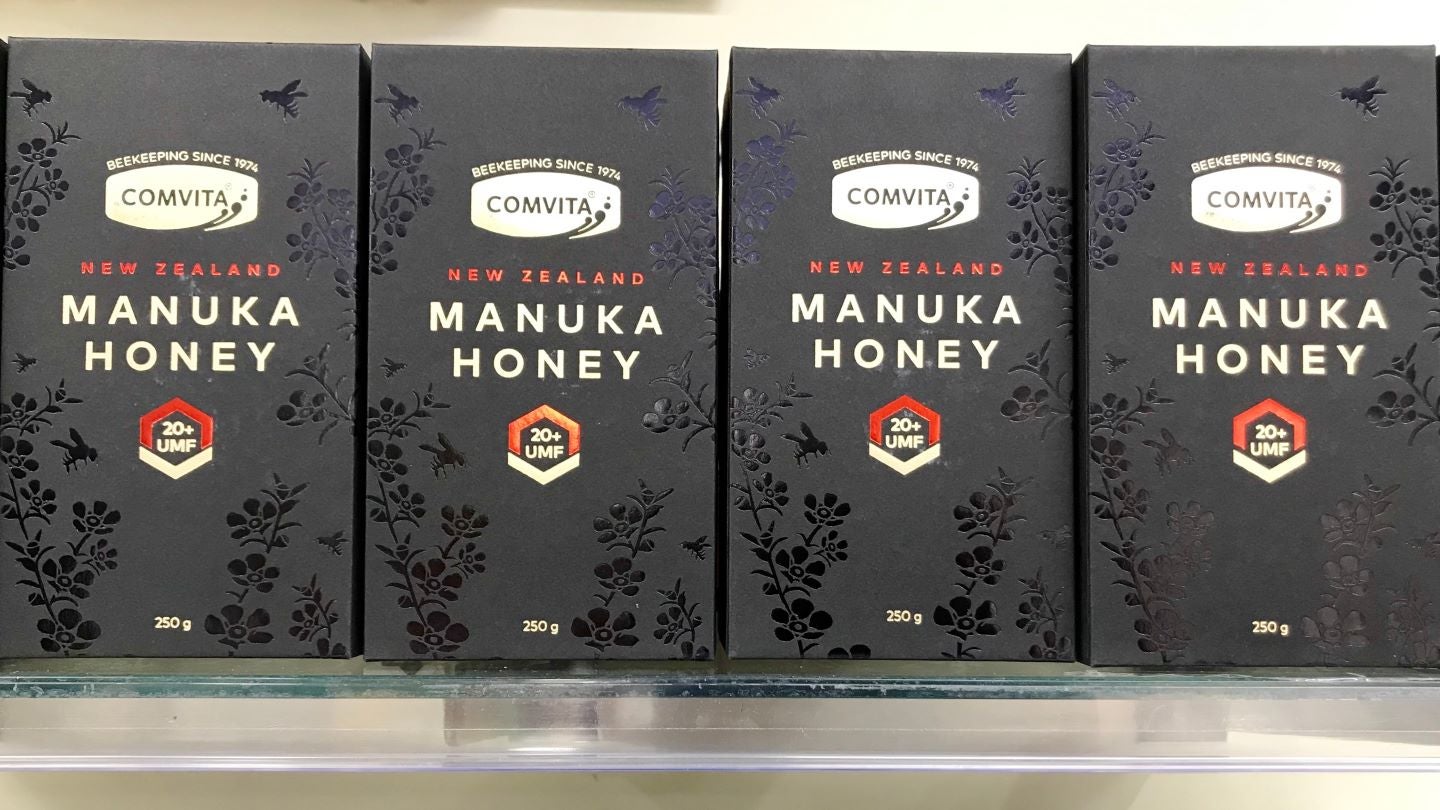 BEEKEEPING SINCE 1974
COMVITA
NEW ZEALAND
MANUKA
HONEY
20+
UMF
250 g
BEEKEEPING SINCE 1974
COMVITA
NEW ZEALAND
MANUKA
HONEY
20+
UMF
250 g
BEEKEEPING SINCE 1974
COMVITA
NEW ZEALAND
MANUKA
HONEY
20+
UMF
250 g
BEEKEEPING SINCE 1974
COMVITA
NEW ZEALAND
MANUKA
HONEY
20+
UMF
250 g